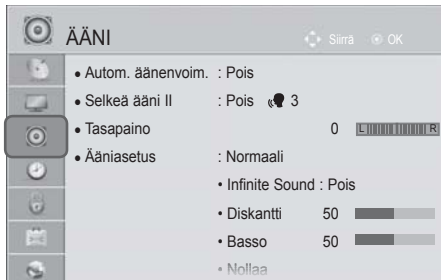 ÄÄNI Siirrä OK
• Autom. äänenvoim. : Pois
• Selkeä ääni II : Pois 3
• Tasapaino 0 L R
• Ääniasetus : Normaali
• Infinite Sound : Pois
• Diskantti 50
• Basso 50
• Nollaa